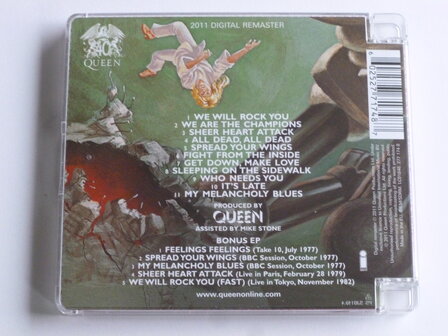 2011 DIGITAL REMASTER
QUEEN
1 WE WILL ROCK YOU
2 WE ARE THE CHAMPIONS
3 SHEER HEART ATTACK
4 ALL DEAD, ALL DEAD
5 SPREAD YOUR WINGS
6 FIGHT FROM THE INSIDE
7 GET DOWN, MAKE LOVE
8 SLEEPING ON THE SIDEWALK
9 WHO NEEDS YOU
10 IT'S LATE
11 MY MELANCHOLY BLUES
PRODUCED BY
QUEEN
ASSISTED BY MIKE STONE
BONUS EP
1 FEELINGS FEELINGS (Take 10, July 1977)
2 SPREAD YOUR WINGS (BBC Session, October 1977)
3 MY MELANCHOLY BLUES (BBC Session, October 1977)
4 SHEER HEART ATTACK (Live in Paris, February 28 1979)
5 WE WILL ROCK YOU (FAST) (Live in Tokyo, November 1982)
www.queenonline.com
6 02527 71748